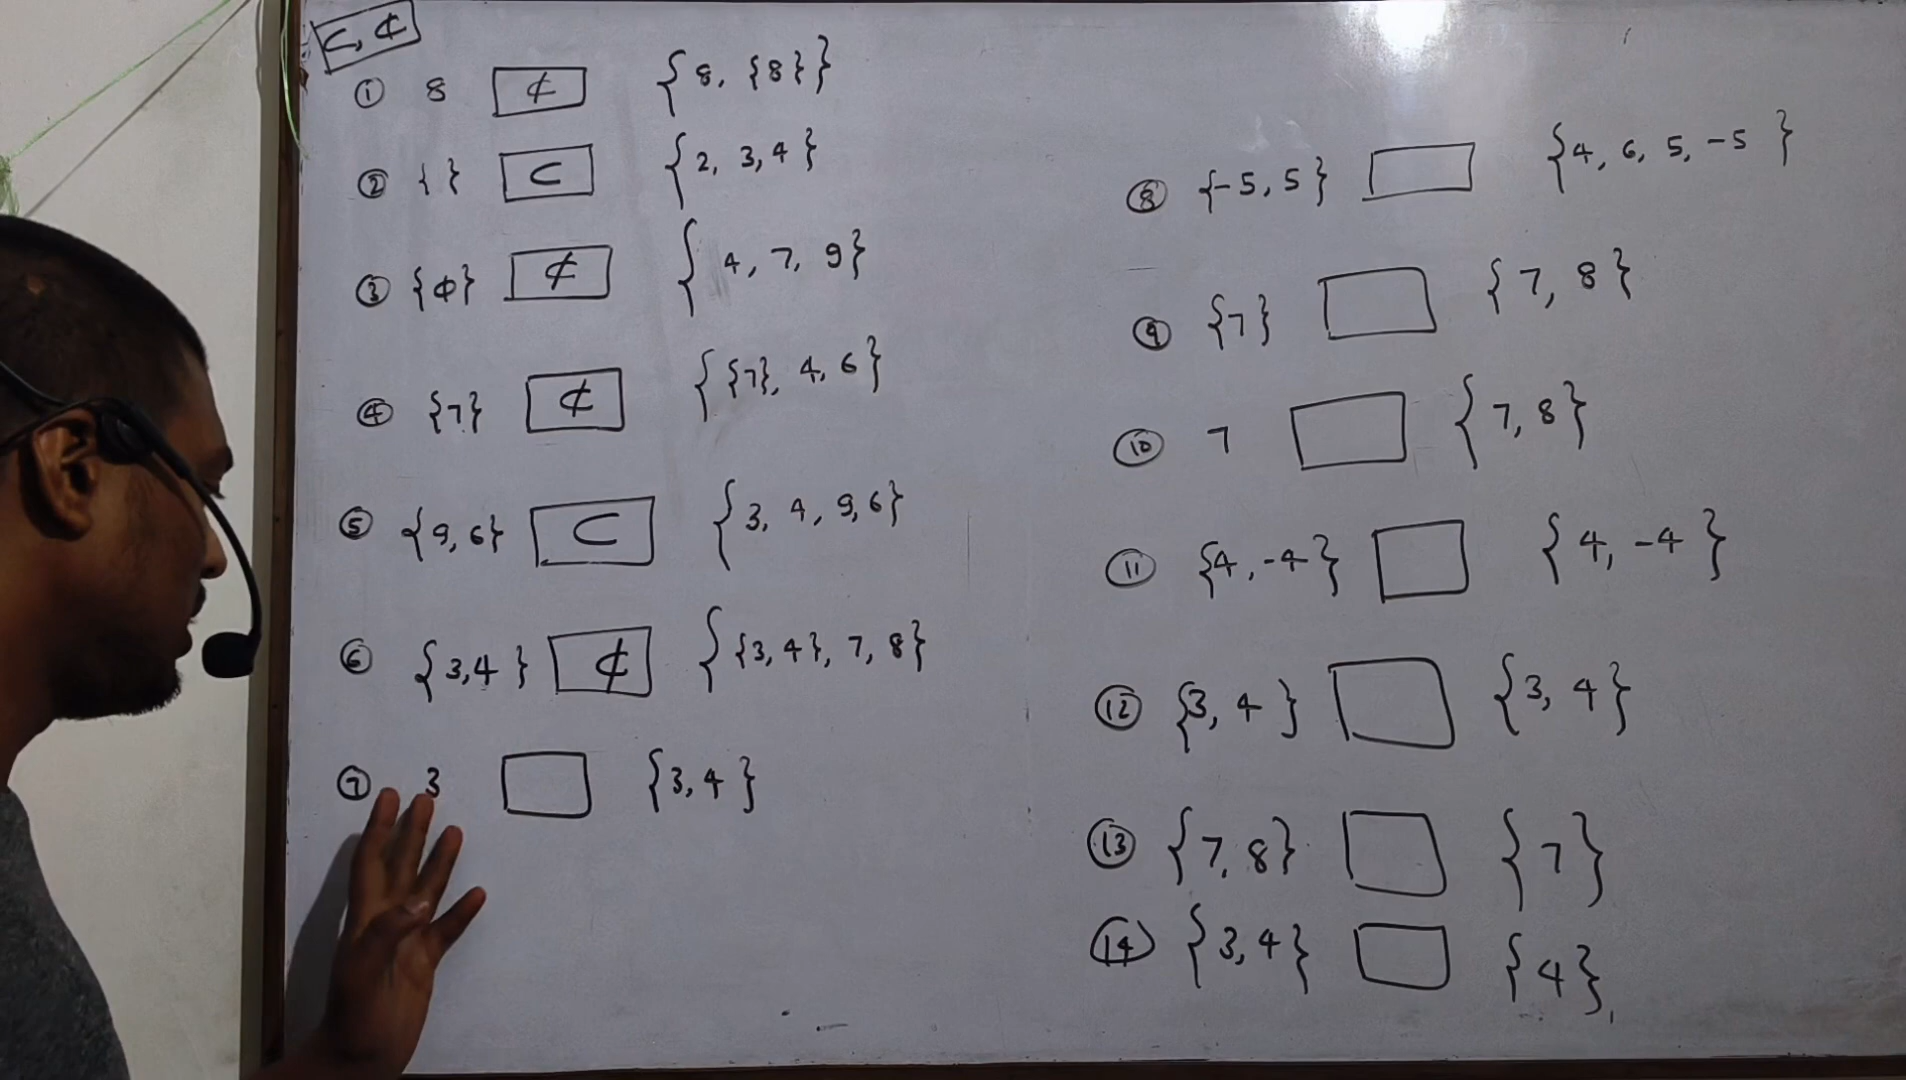 ⊂, ⊄
① 8 ⊄ {8, {8}}
② { } ⊂ {2, 3, 4}
③ {ф} ⊄ {4, 7, 9}
④ {7} ⊄ {{7}, 4, 6}
⑤ {9, 6} ⊂ {3, 4, 9, 6}
⑥ {3,4} ⊄ {{3, 4}, 7, 8}
⑦ 3 {3, 4}
⑧ {-5, 5} {4, 6, 5, -5}
⑨ {7} {7, 8}
⑩ 7 {7, 8}
⑪ {4, -4} {4, -4}
⑫ {3, 4} {3, 4}
⑬ {7, 8} {7}
⑭ {3, 4} {4}